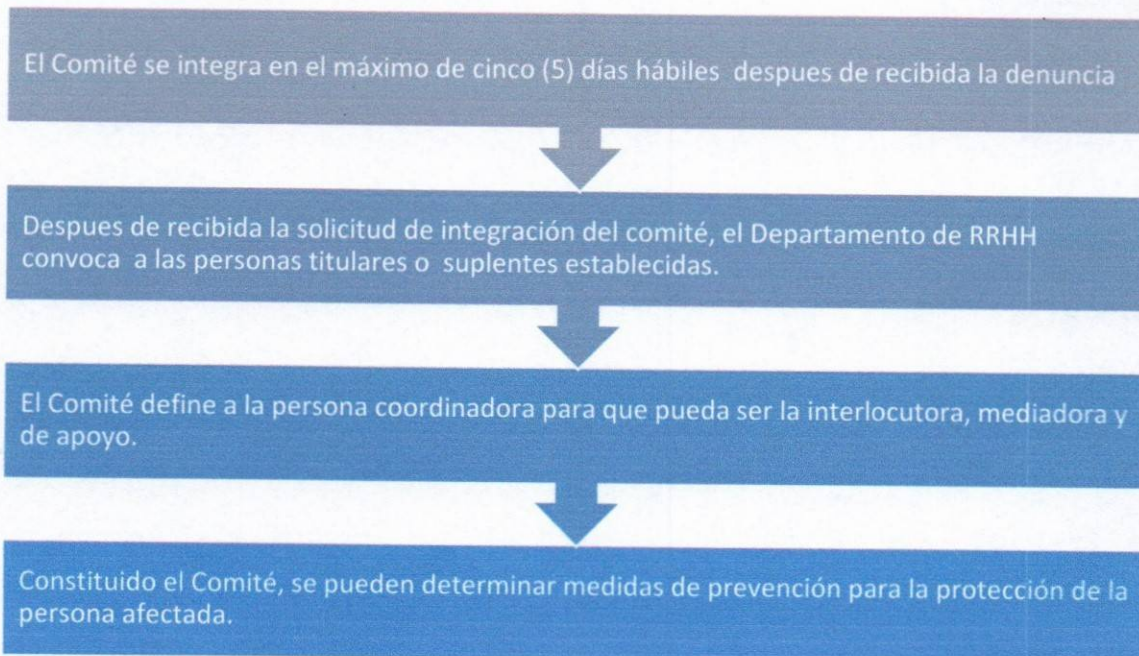 El Comité se integra en el máximo de cinco (5) días hábiles despues de recibida la denuncia
Despues de recibida la solicitud de integración del comité, el Departamento de RRHH
convoca a las personas titulares o suplentes establecidas.
El Comité define a la persona coordinadora para que pueda ser la interlocutora, mediadora y
de apoyo.
Constituido el Comité, se pueden determinar medidas de prevención para la protección de la
persona afectada.